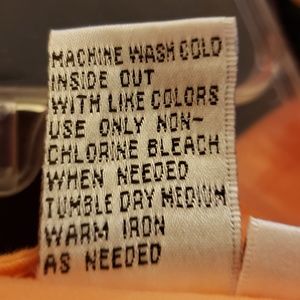 MACHINE WASH COLD
INSIDE OUT
WITH LIKE COLORS
USE ONLY NON-
CHLORINE BLEACH
WHEN NEEDED
TUMBLE DRY MEDIUM
WARM IRON
AS NEEDED